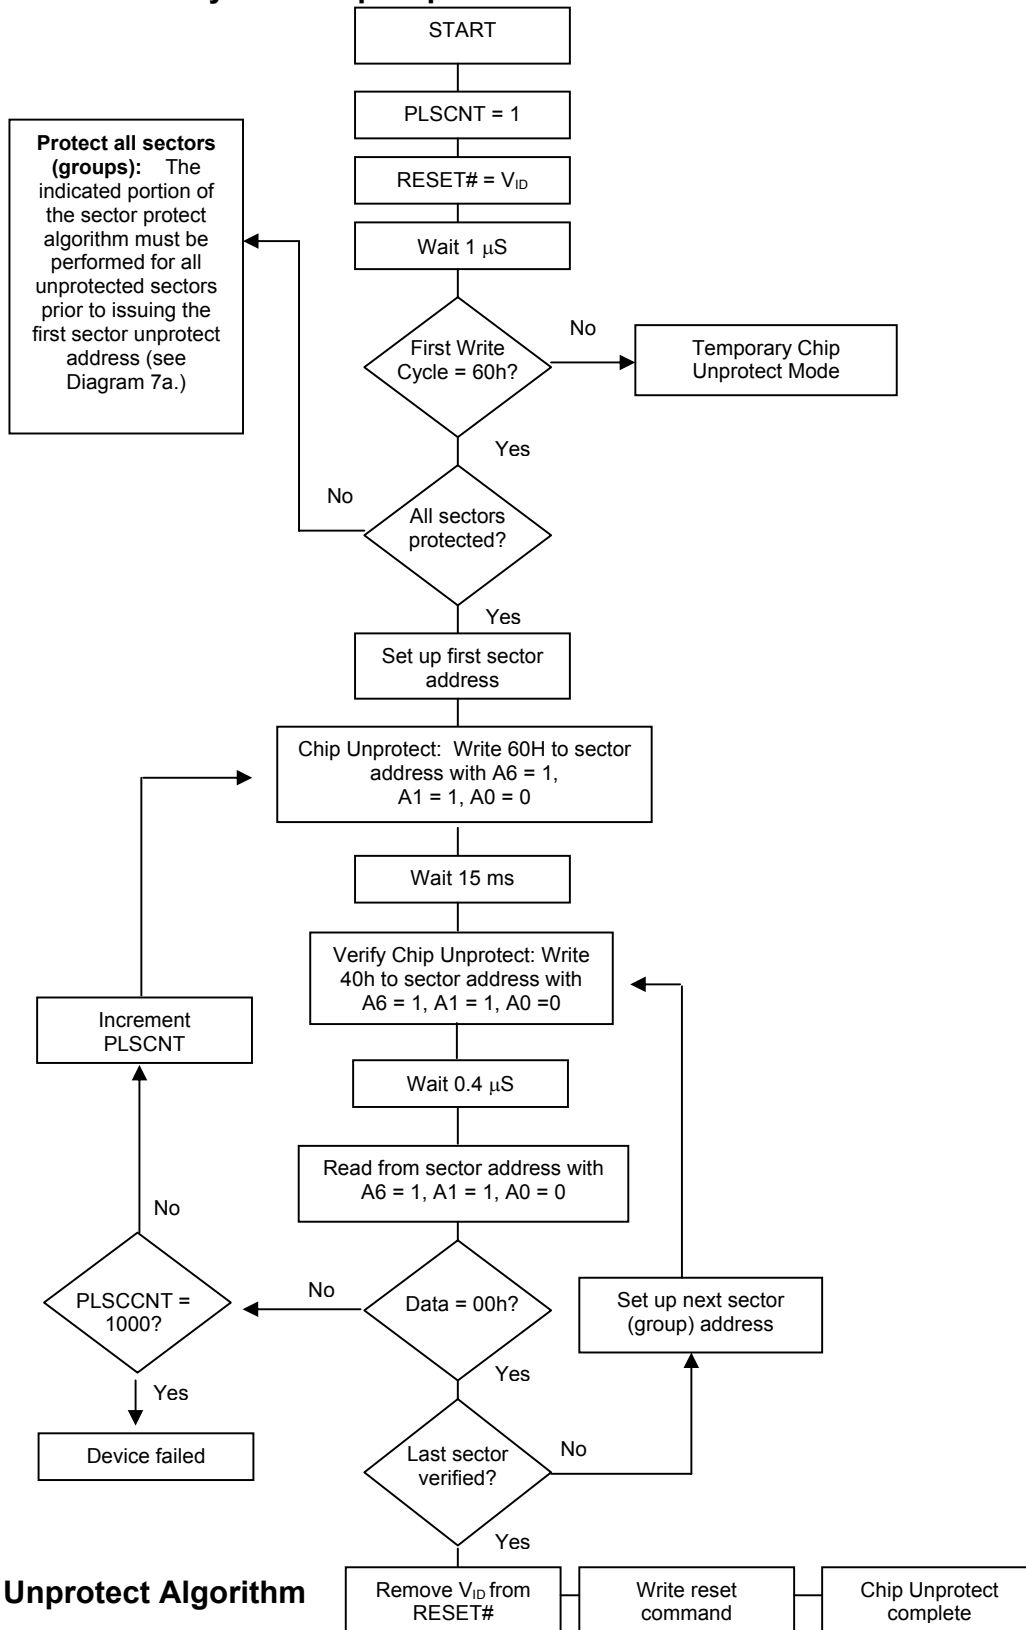 START
PLSCNT = 1
RESET# = VID
Wait 1 μS
Protect all sectors
(groups): The
indicated portion of
the sector protect
algorithm must be
performed for all
unprotected sectors
prior to issuing the
first sector unprotect
address (see
Diagram 7a.)
First Write
Cycle = 60h?
No
Temporary Chip
Unprotect Mode
Yes
No
All sectors
protected?
Yes
Set up first sector
address
Chip Unprotect: Write 60H to sector
address with A6 = 1,
A1 = 1, A0 = 0
Wait 15 ms
Verify Chip Unprotect: Write
40h to sector address with
A6 = 1, A1 = 1, A0 =0
Increment
PLSCNT
Wait 0.4 μS
Read from sector address with
A6 = 1, A1 = 1, A0 = 0
No
PLSCCNT =
1000?
No
Data = 00h?
Set up next sector
(group) address
Yes
Yes
Device failed
Last sector
verified?
No
Yes
Unprotect Algorithm
Remove VID from
RESET#
Write reset
command
Chip Unprotect
complete